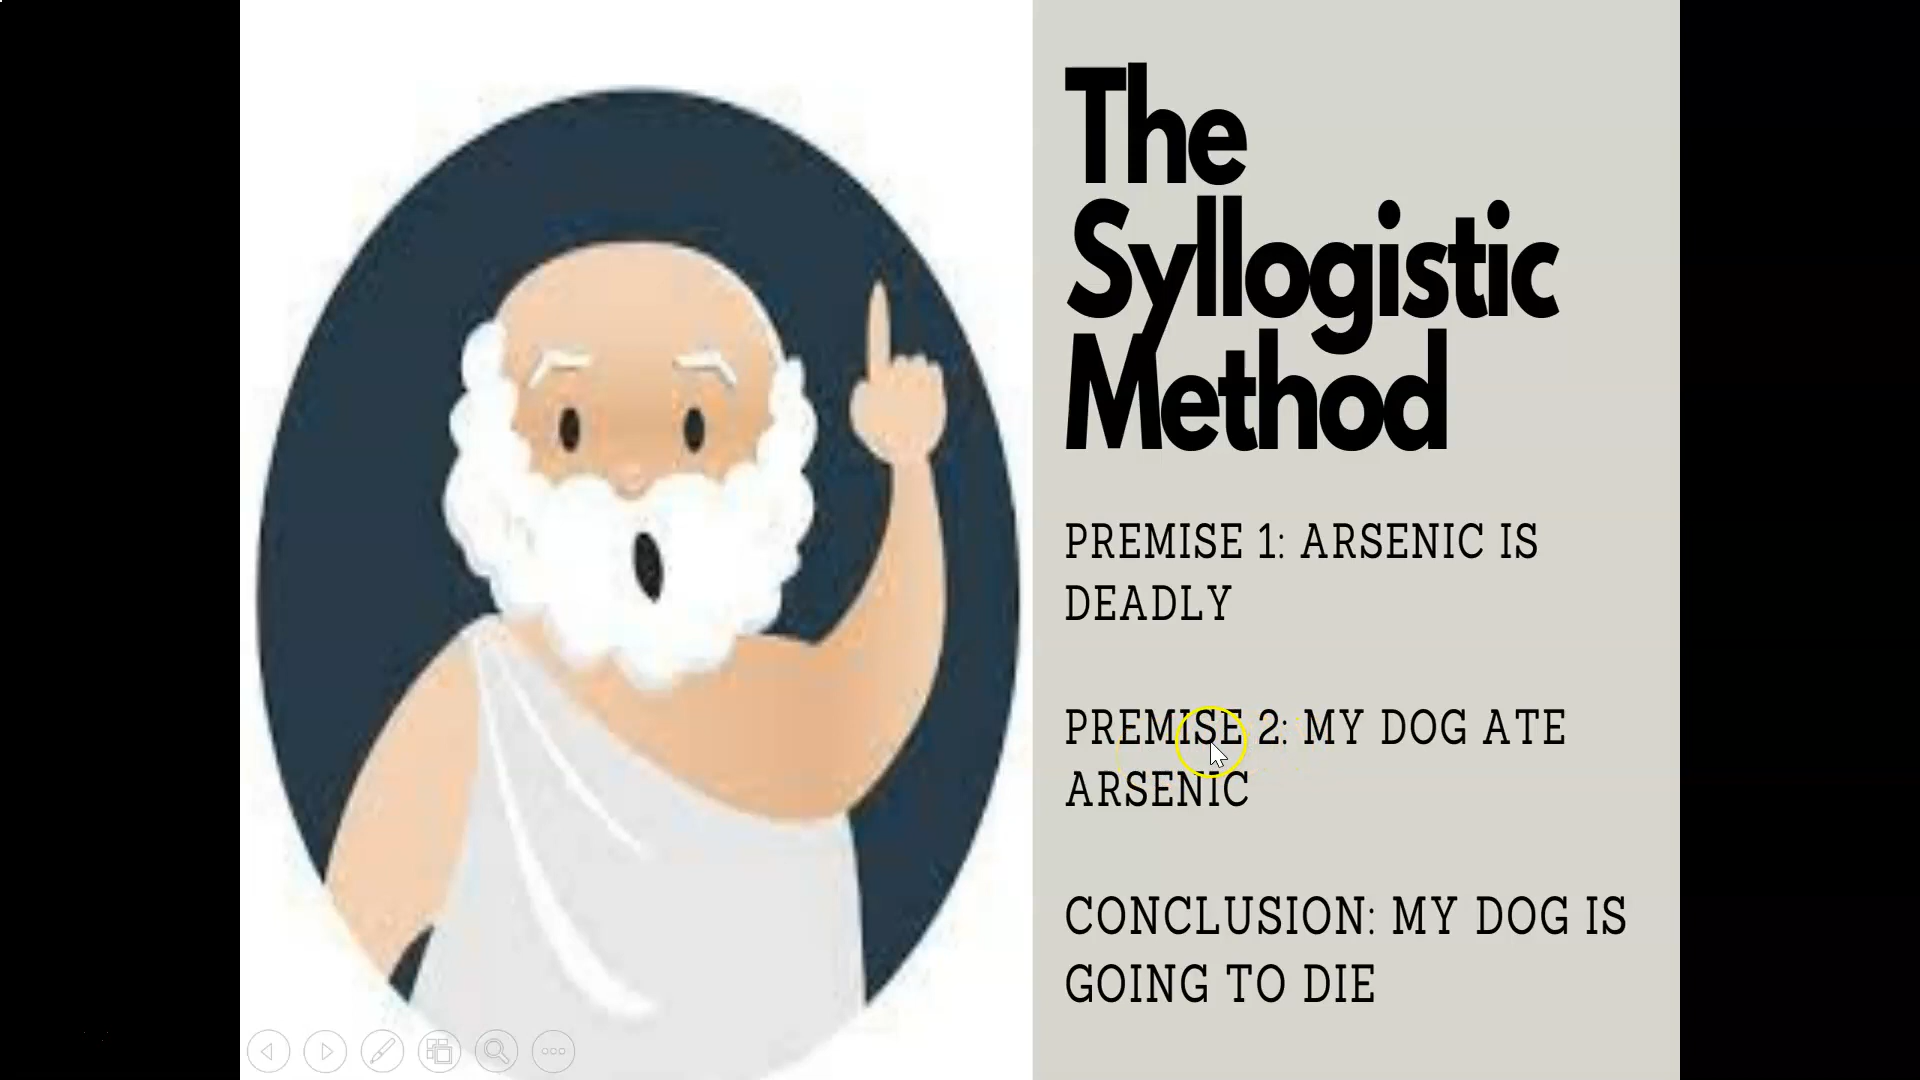 The
Syllogistic
Method
PREMISE 1: ARSENIC IS
DEADLY
PREMISE 2: MY DOG ATE
ARSENIC
CONCLUSION: MY DOG IS
GOING TO DIE